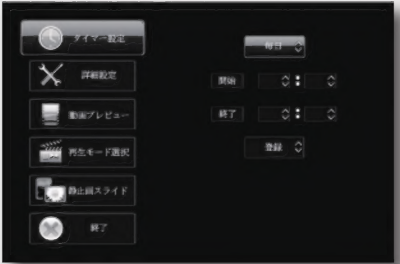 タイマー設定
詳細設定
動画プレビュー
再生モード選択
静止画スライド
終了
毎日
開始 :
終了 :
登録